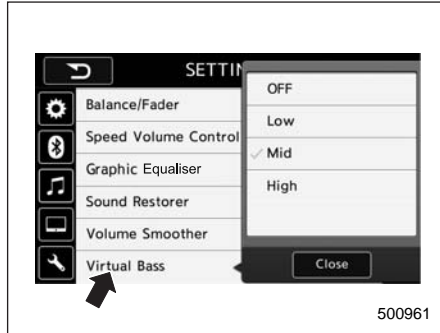 SETTIN
Balance/Fader
Speed Volume Control
Graphic Equaliser
Sound Restorer
Volume Smoother
Virtual Bass
OFF
Low
Mid
High
Close
500961